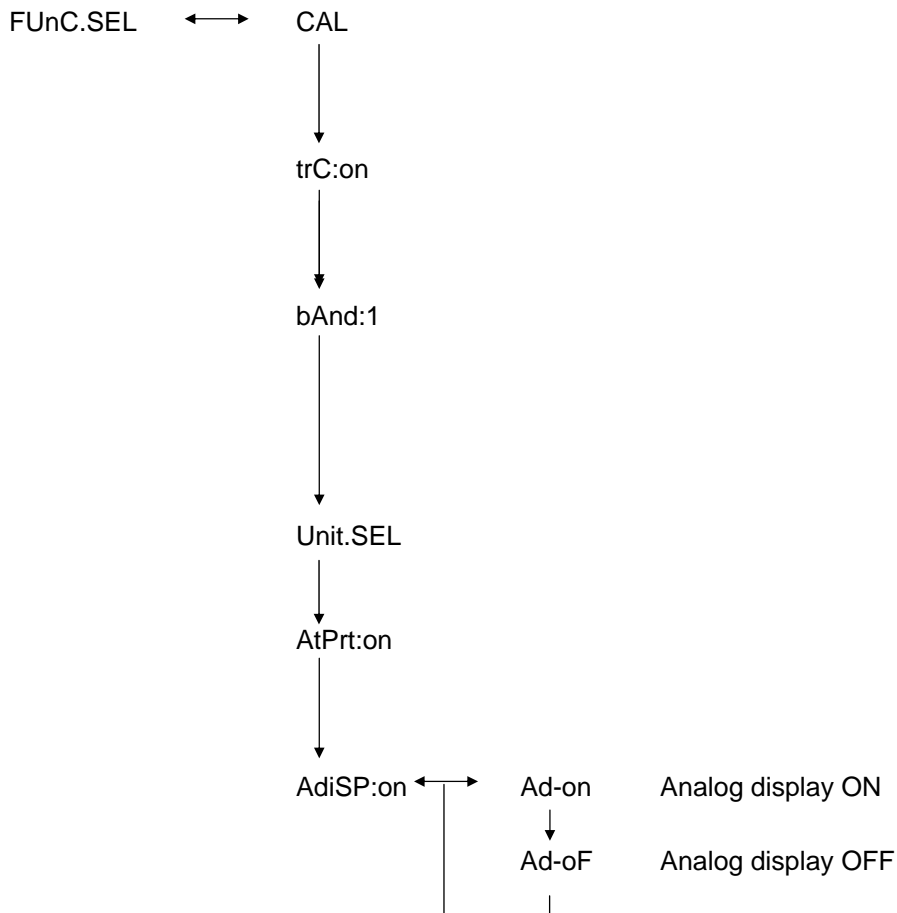 FUnC.SEL CAL
trC:on
bAnd:1
Unit.SEL
AtPrt:on
AdiSP:on Ad-on Analog display ON
Ad-oF Analog display OFF